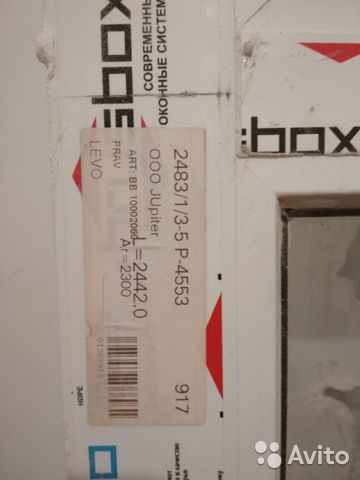 box
СОВРЕМЕННЫ
ОКОННЫЕ СИСТЕМ
:box
2483/1/3-5 P-4553 917
OOO JUpiter
L=2442.0
ART: BB 10002060
Ar=2300
PRAV
LEVO
Avito